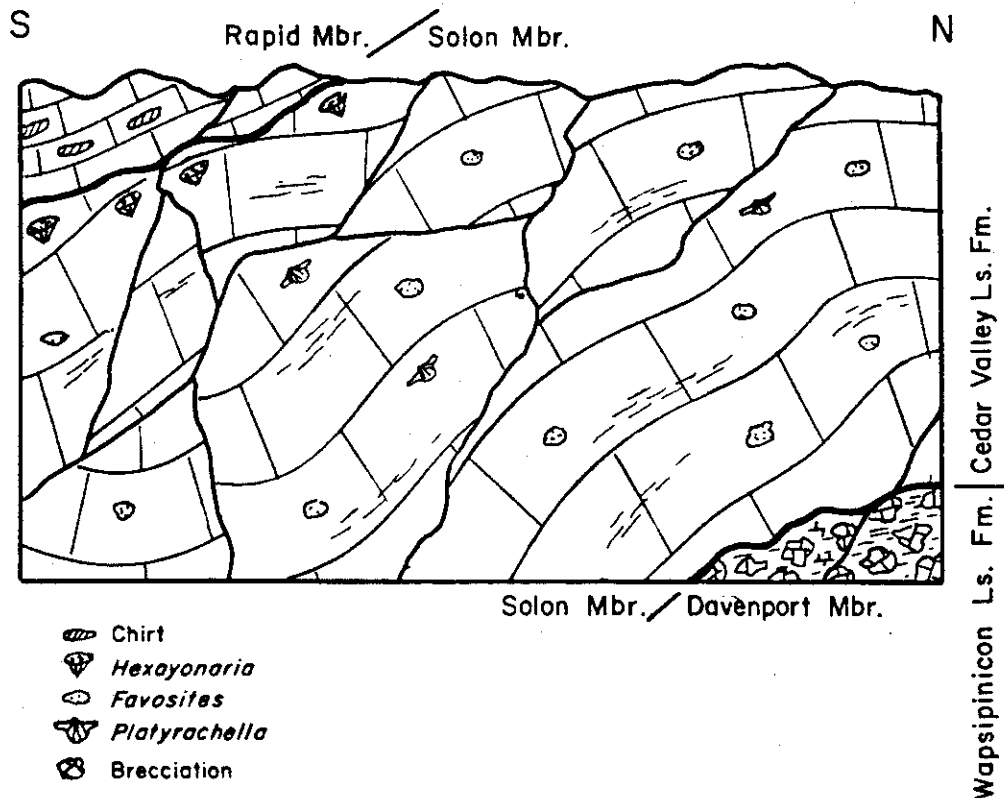 S
N
Rapid Mbr. / Solon Mbr.
Cedar Valley Ls. Fm.
Wapsipinicon Ls. Fm.
Solon Mbr. / Davenport Mbr.
Chirt
Hexayonaria
Favosites
Platyrachella
Brecciation